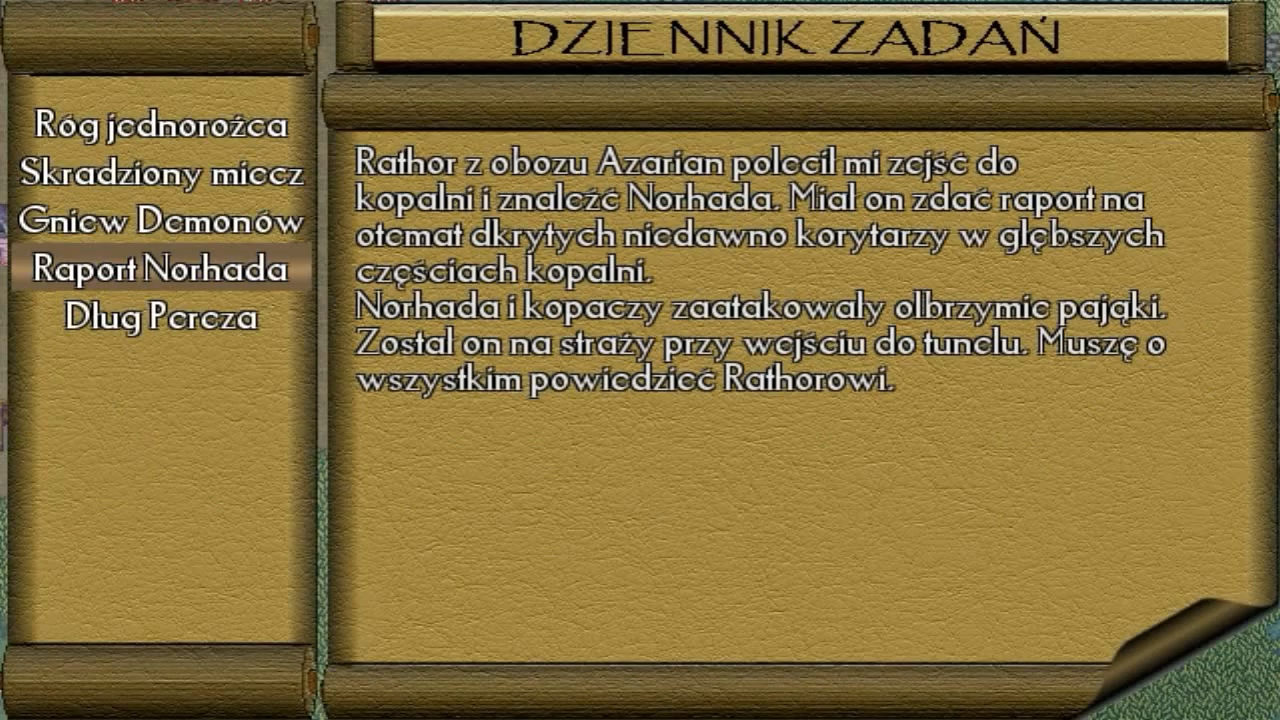 DZIENNIK ZADAŃ
Róg jednorożca
Skradziony miecz
Gniew Demonów
Raport Norhada
Dług Percza
Rathor z obozu Azarian polecił mi zejść do
kopalni i znaleźć Norhada. Miał on zdać raport na
otemat dkrytych niedawno korytarzy w głębszych
częściach kopalni.
Norhada i kopaczy zaatakowały olbrzymie pająki.
Został on na straży przy wejściu do tunelu. Muszę o
wszystkim powiedzieć Rathorowi.